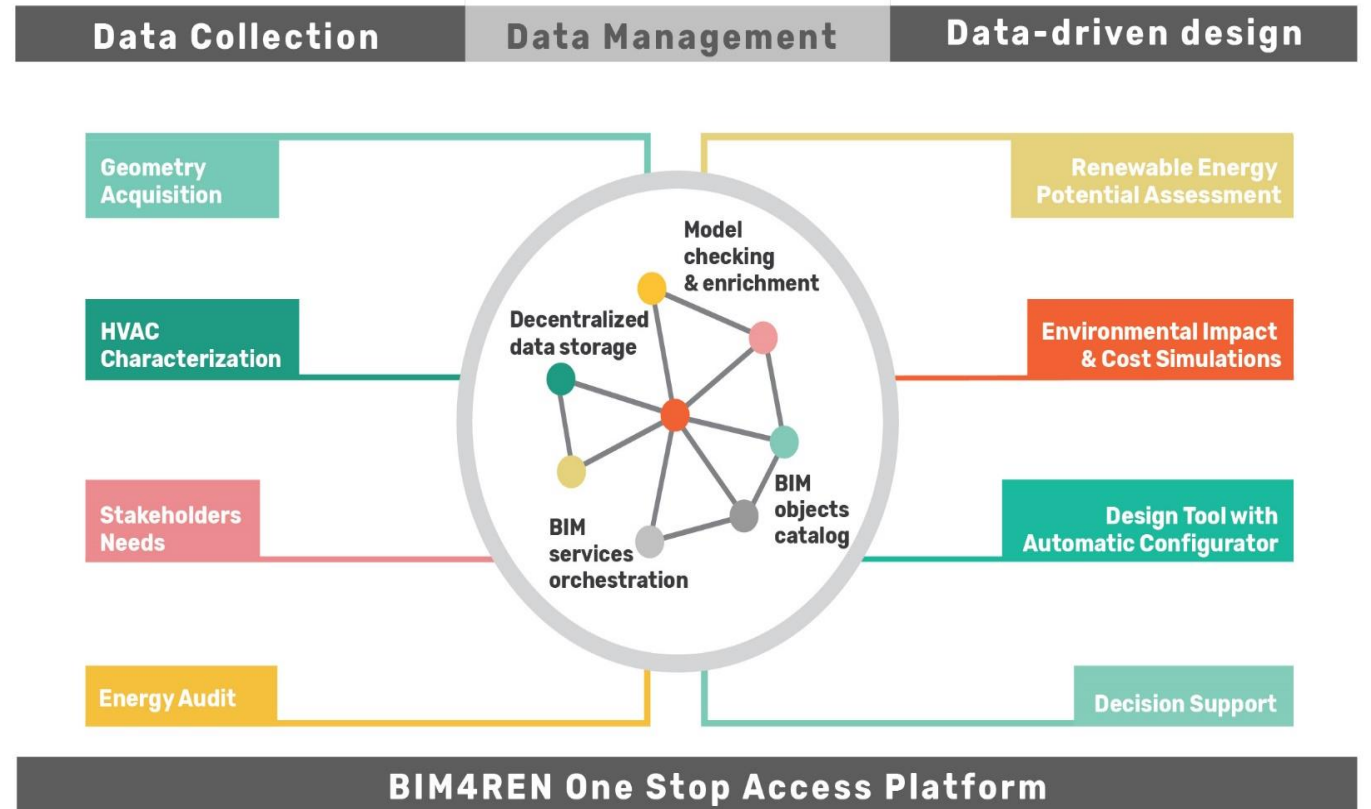 Data Collection
Data Management
Data-driven design
Geometry
Acquisition
HVAC
Characterization
Stakeholders
Needs
Energy Audit
Model
checking
& enrichment
Decentralized
data storage
BIM
objects
catalog
BIM
services
orchestration
Renewable Energy
Potential Assessment
Environmental Impact
& Cost Simulations
Design Tool with
Automatic Configurator
Decision Support
BIM4REN One Stop Access Platform